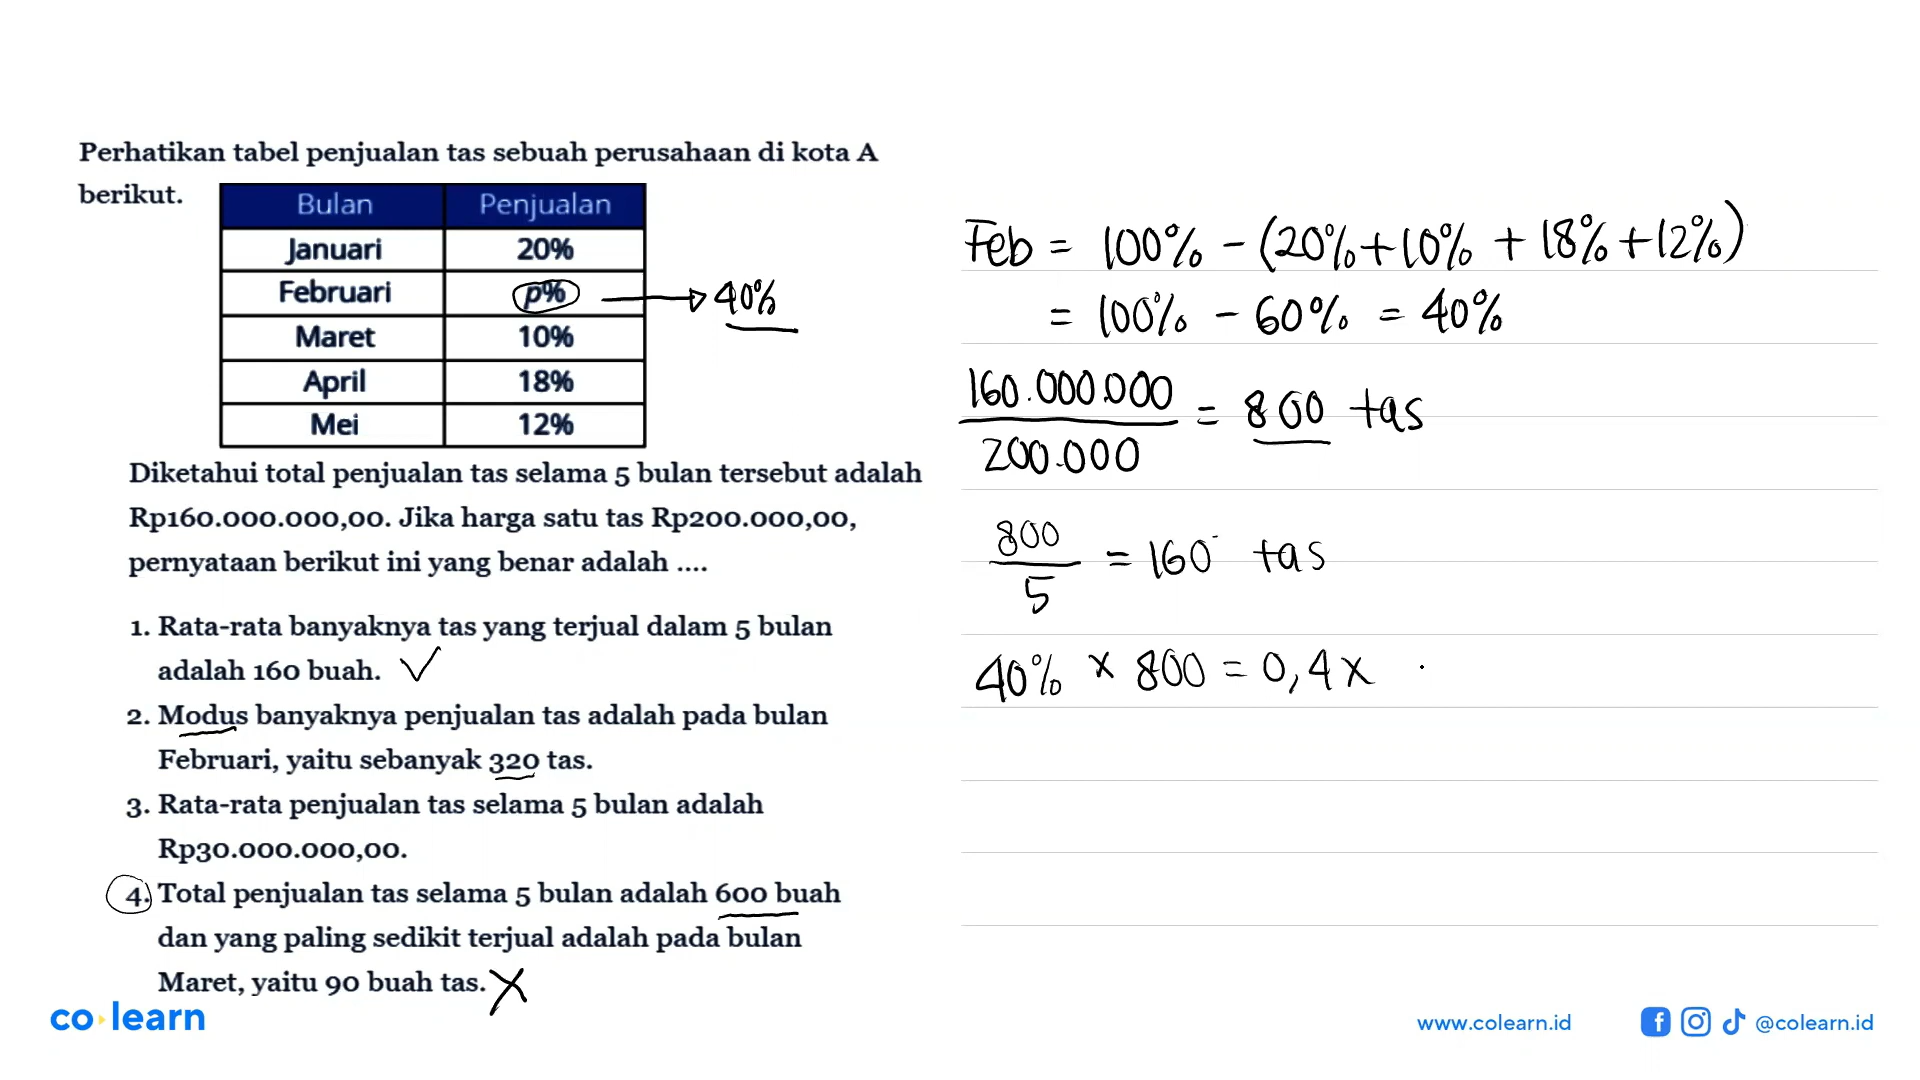 Perhatikan tabel penjualan tas sebuah perusahaan di kota A
berikut.
Bulan Penjualan
Januari 20%
Februari p% → 40%
Maret 10%
April 18%
Mei 12%
Diketahui total penjualan tas selama 5 bulan tersebut adalah
Rp160.000.000,00. Jika harga satu tas Rp200.000,00,
pernyataan berikut ini yang benar adalah ....
1. Rata-rata banyaknya tas yang terjual dalam 5 bulan
adalah 160 buah. ✓
2. Modus banyaknya penjualan tas adalah pada bulan
Februari, yaitu sebanyak 320 tas.
3. Rata-rata penjualan tas selama 5 bulan adalah
Rp30.000.000,00.
4. Total penjualan tas selama 5 bulan adalah 600 buah
dan yang paling sedikit terjual adalah pada bulan
Maret, yaitu 90 buah tas. X
Feb = 100% - (20%+10% + 18%+12%)
= 100% - 60% = 40%
160.000.000
= 800 tas
200.000
800
= 160 tas
5
40% x 800 = 0,4 x
co learn
www.colearn.id
@colearn.id